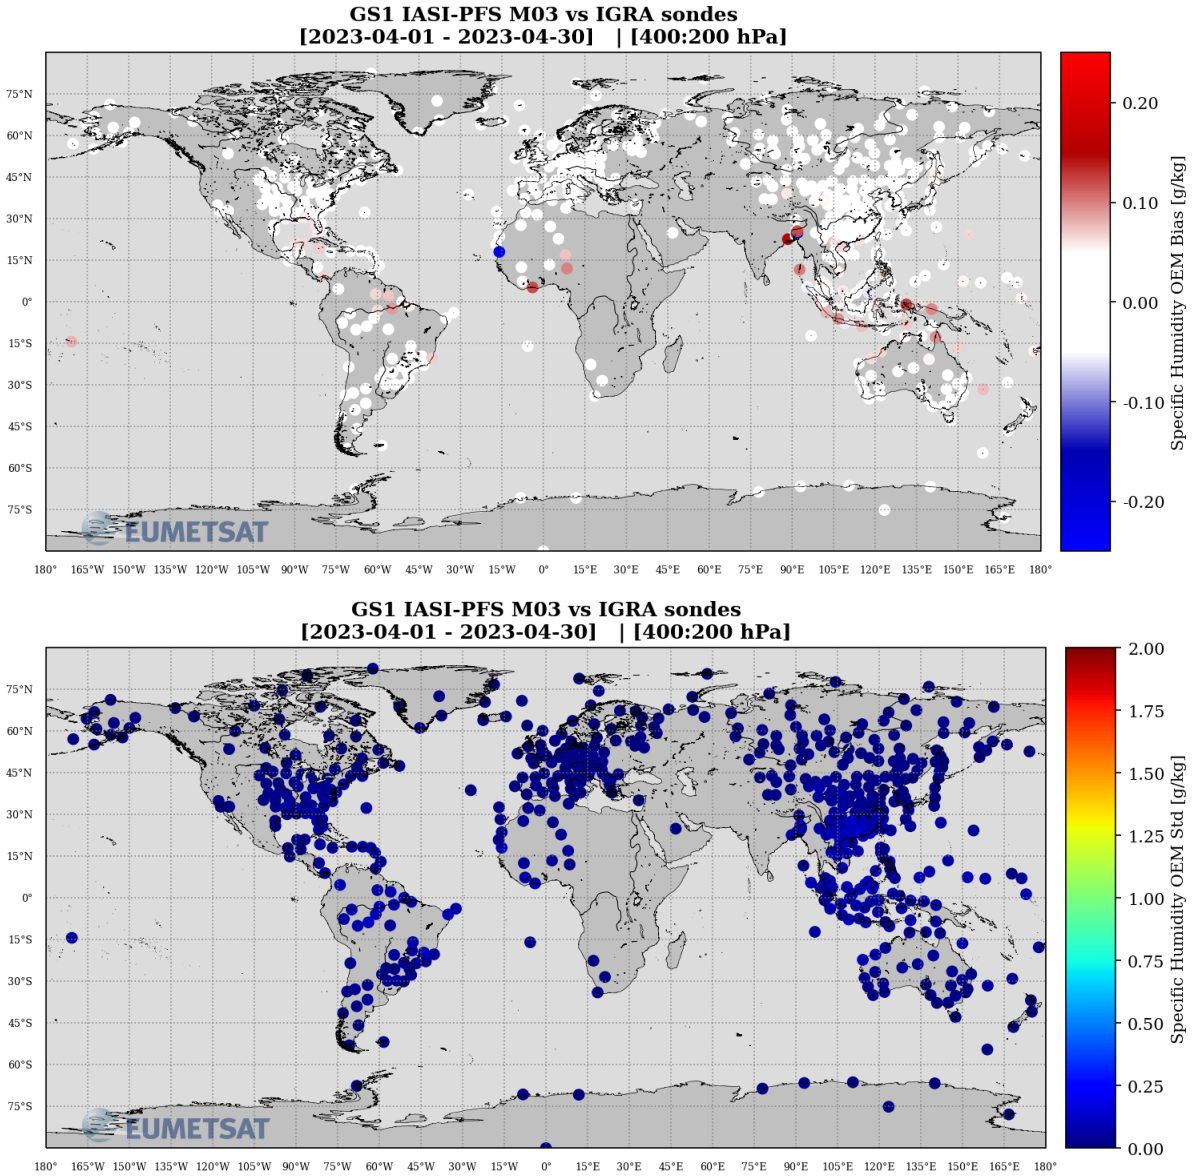 GS1 IASI-PFS M03 vs IGRA sondes
[2023-04-01 - 2023-04-30]   | [400:200 hPa]
75°N
60°N
45°N
30°N
15°N
0°
15°S
30°S
45°S
60°S
75°S
EUMETSAT
180° 165°W 150°W 135°W 120°W 105°W 90°W 75°W 60°W 45°W 30°W 15°W 0° 15°E 30°E 45°E 60°E 75°E 90°E 105°E 120°E 135°E 150°E 165°E 180°
0.20
0.10
0.00
-0.10
-0.20
Specific Humidity OEM Bias [g/kg]
GS1 IASI-PFS M03 vs IGRA sondes
[2023-04-01 - 2023-04-30]   | [400:200 hPa]
75°N
60°N
45°N
30°N
15°N
0°
15°S
30°S
45°S
60°S
75°S
EUMETSAT
180° 165°W 150°W 135°W 120°W 105°W 90°W 75°W 60°W 45°W 30°W 15°W 0° 15°E 30°E 45°E 60°E 75°E 90°E 105°E 120°E 135°E 150°E 165°E 180°
2.00
1.75
1.50
1.25
1.00
0.75
0.50
0.25
0.00
Specific Humidity OEM Std [g/kg]